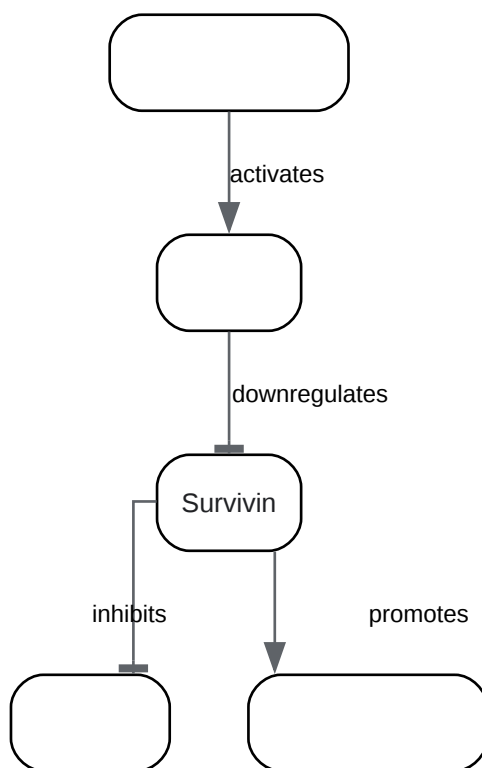 activates
downregulates
Survivin
inhibits
promotes